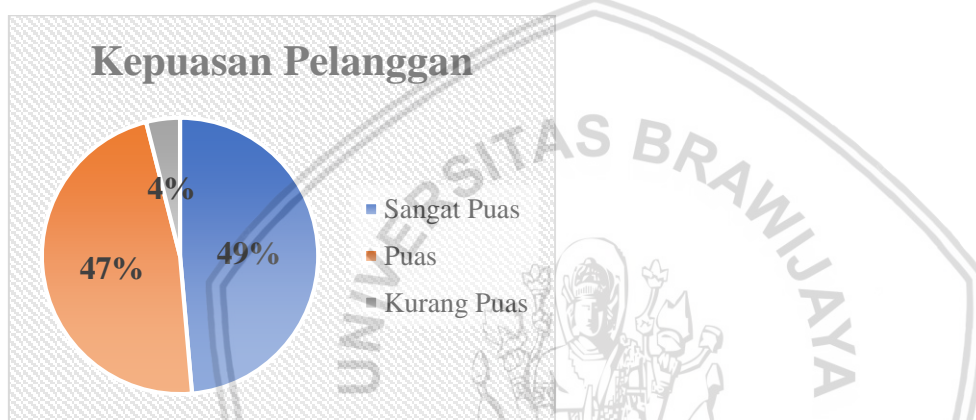 Kepuasan Pelanggan
4%
47%
49%
Sangat Puas
Puas
Kurang Puas
UNIVERSITAS BRAWIJAYA